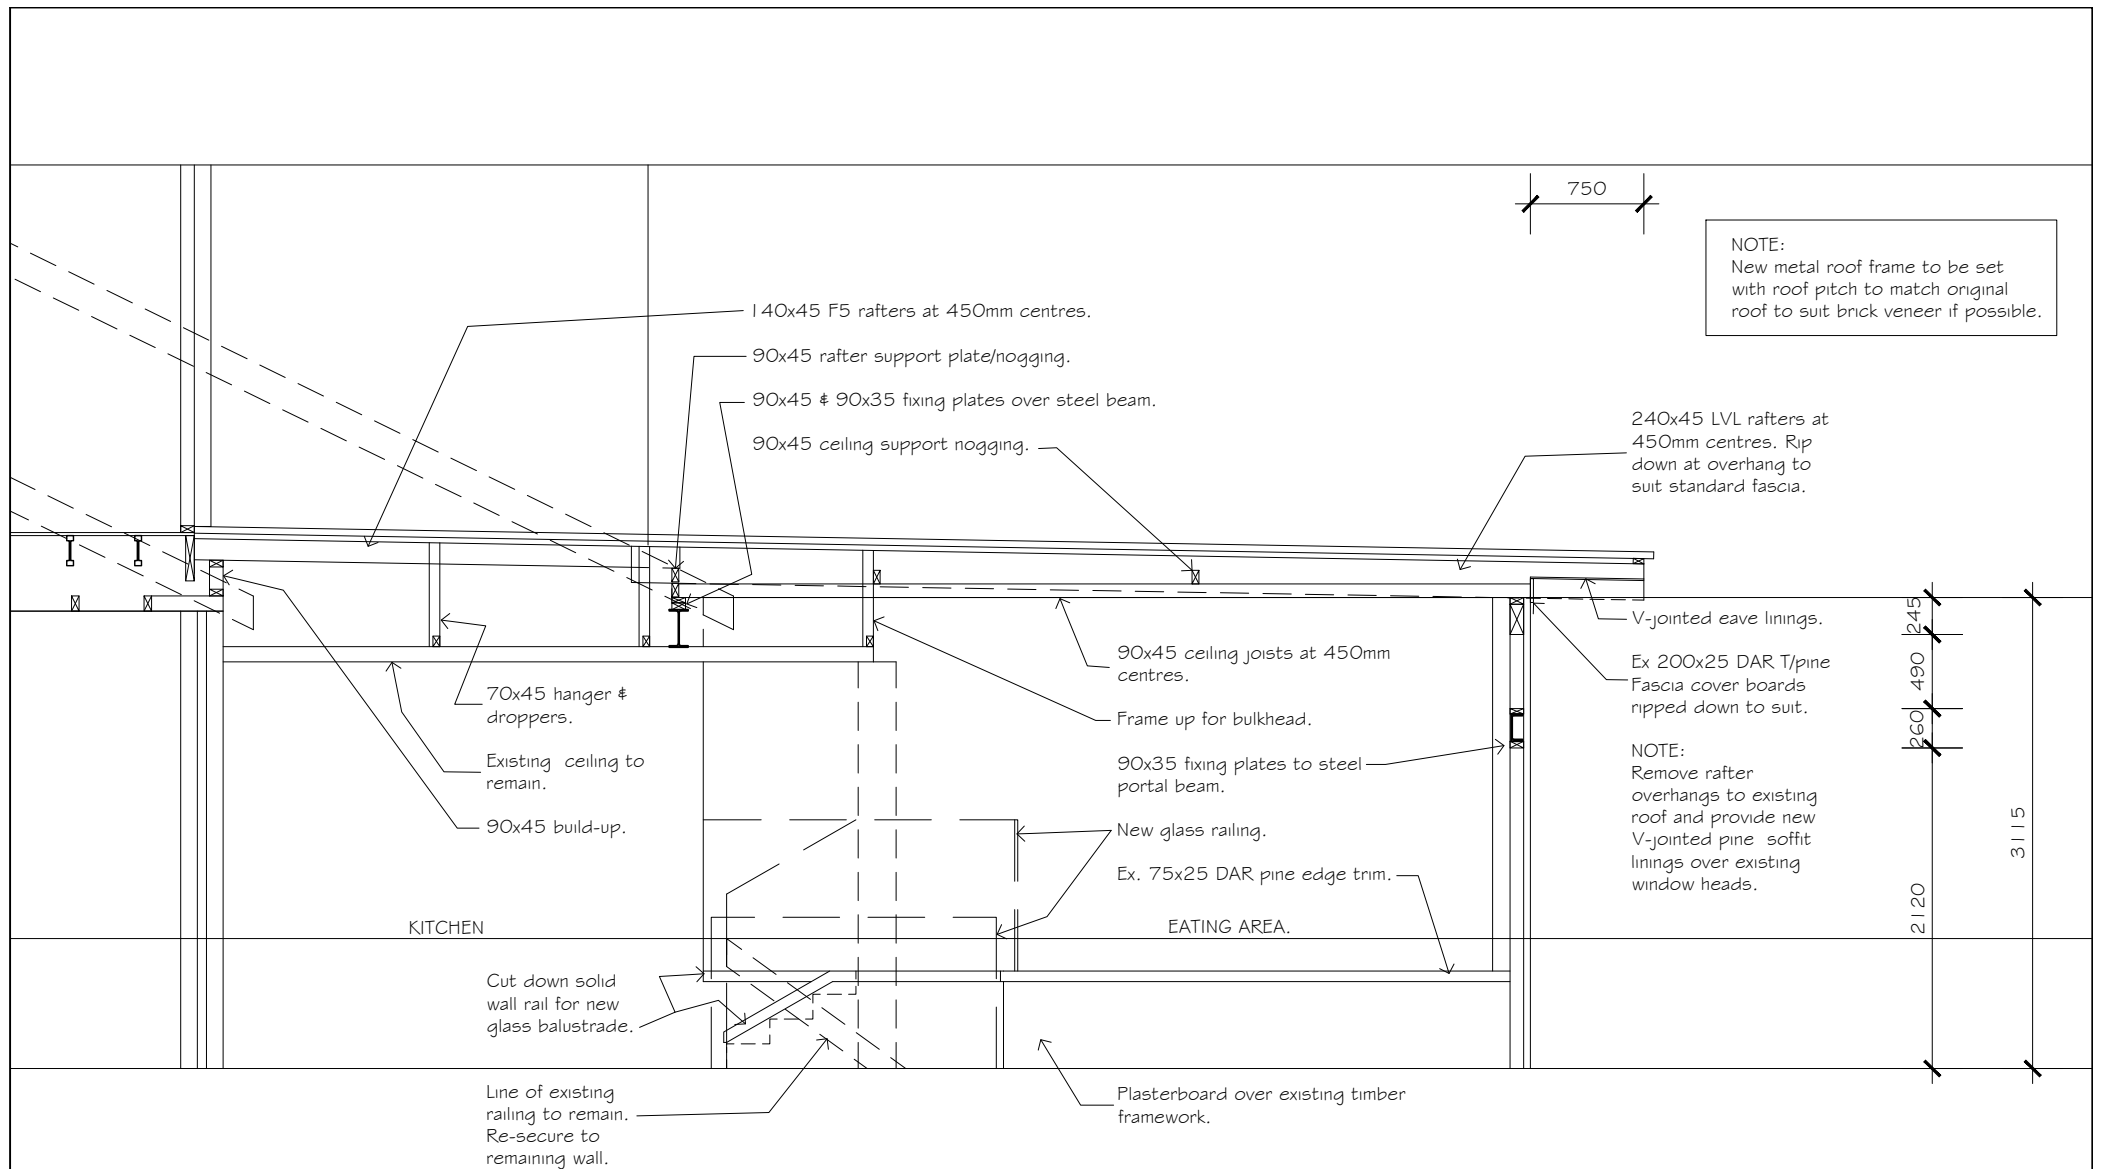 750
NOTE:
New metal roof frame to be set
with roof pitch to match original
roof to suit brick veneer if possible.
140x45 F5 rafters at 450mm centres.
90x45 rafter support plate/nogging.
90x45 & 90x35 fixing plates over steel beam.
90x45 ceiling support nogging.
240x45 LVL rafters at
450mm centres. Rip
down at overhang to
suit standard fascia.
V-jointed eave linings.
Ex 200x25 DAR T/pine
Fascia cover boards
ripped down to suit.
NOTE:
Remove rafter
overhangs to existing
roof and provide new
V-jointed pine soffit
linings over existing
window heads.
245
490
260
2120
3115
90x45 ceiling joists at 450mm
centres.
Frame up for bulkhead.
90x35 fixing plates to steel
portal beam.
New glass railing.
Ex. 75x25 DAR pine edge trim.
70x45 hanger &
droppers.
Existing ceiling to
remain.
90x45 build-up.
KITCHEN
EATING AREA.
Cut down solid
wall rail for new
glass balustrade.
Line of existing
railing to remain.
Re-secure to
remaining wall.
Plasterboard over existing timber
framework.